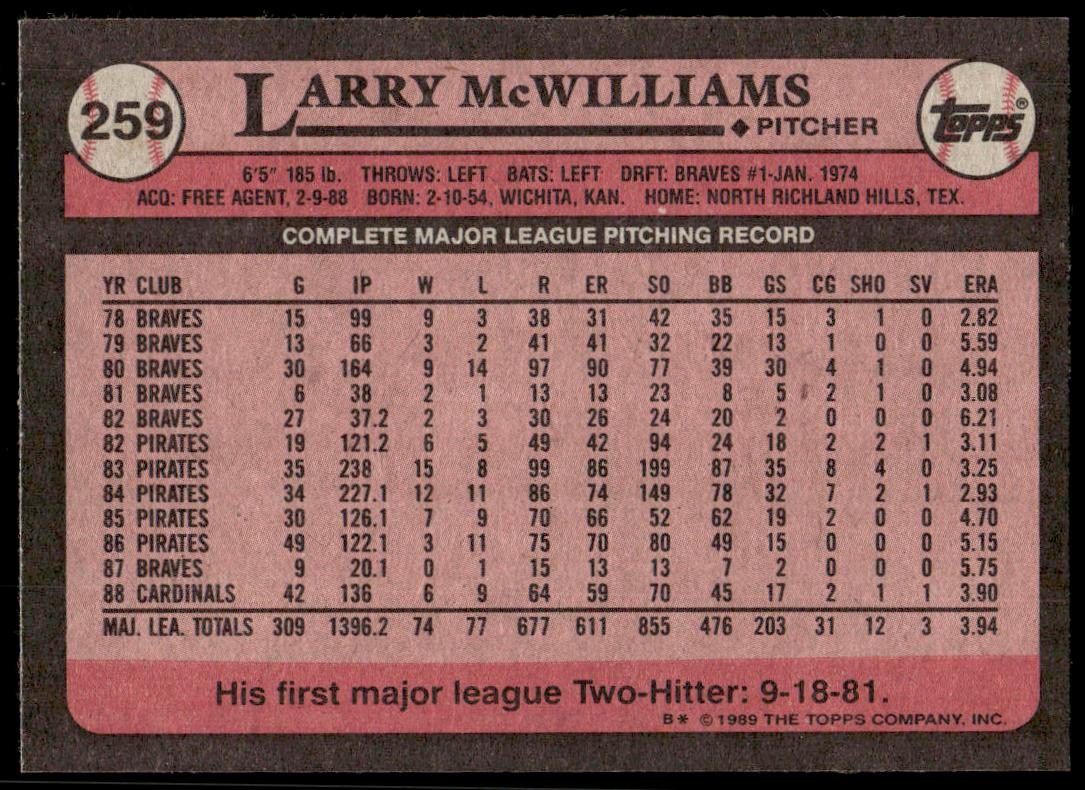 259
LARRY McWILLIAMS
◆ PITCHER
TOPPS®
6'5" 185 lb. THROWS: LEFT BATS: LEFT DRFT: BRAVES #1-JAN. 1974
ACQ: FREE AGENT, 2-9-88 BORN: 2-10-54, WICHITA, KAN. HOME: NORTH RICHLAND HILLS, TEX.
COMPLETE MAJOR LEAGUE PITCHING RECORD
YR CLUB G IP W L R ER SO BB GS CG SHO SV ERA
78 BRAVES 15 99 9 3 38 31 42 35 15 3 1 0 2.82
79 BRAVES 13 66 3 2 41 41 32 22 13 1 0 0 5.59
80 BRAVES 30 164 9 14 97 90 77 39 30 4 1 0 4.94
81 BRAVES 6 38 2 1 13 13 23 8 5 2 1 0 3.08
82 BRAVES 27 37.2 2 3 30 26 24 20 2 0 0 0 6.21
82 PIRATES 19 121.2 6 5 49 42 94 24 18 2 2 1 3.11
83 PIRATES 35 238 15 8 99 86 199 87 35 8 4 0 3.25
84 PIRATES 34 227.1 12 11 86 74 149 78 32 7 2 1 2.93
85 PIRATES 30 126.1 7 9 70 66 52 62 19 2 0 0 4.70
86 PIRATES 49 122.1 3 11 75 70 80 49 15 0 0 0 5.15
87 BRAVES 9 20.1 0 1 15 13 13 7 2 0 0 0 5.75
88 CARDINALS 42 136 6 9 64 59 70 45 17 2 1 1 3.90
MAJ. LEA. TOTALS 309 1396.2 74 77 677 611 855 476 203 31 12 3 3.94
His first major league Two-Hitter: 9-18-81.
B* © 1989 THE TOPPS COMPANY, INC.